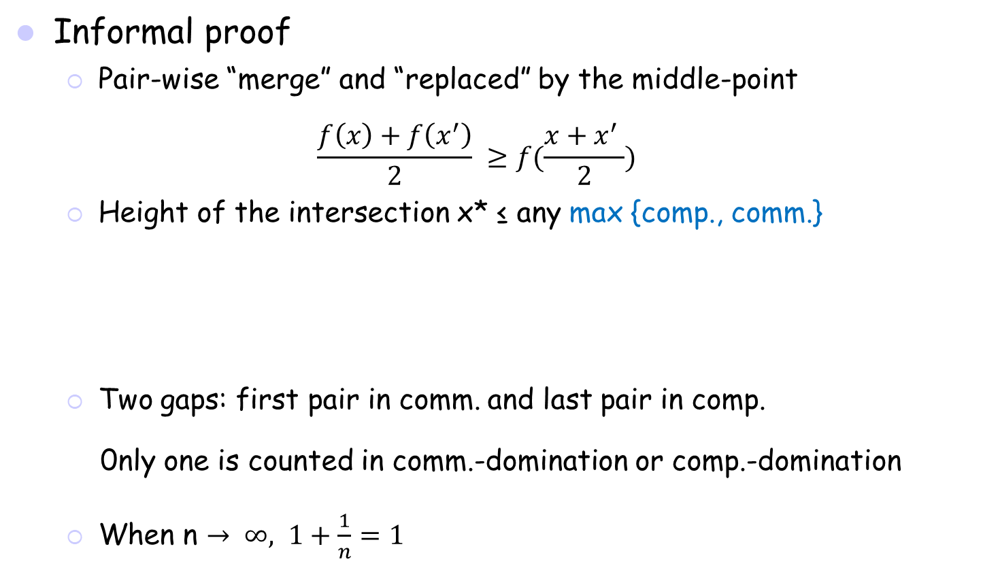 Informal proof
Pair-wise “merge” and “replaced” by the middle-point
\frac{f(x) + f(x')}{2} ≥ f(\frac{x + x'}{2})
Height of the intersection x* ≤ any max {comp., comm.}
Two gaps: first pair in comm. and last pair in comp.
Only one is counted in comm.-domination or comp.-domination
When n → ∞, 1 + \frac{1}{n} = 1